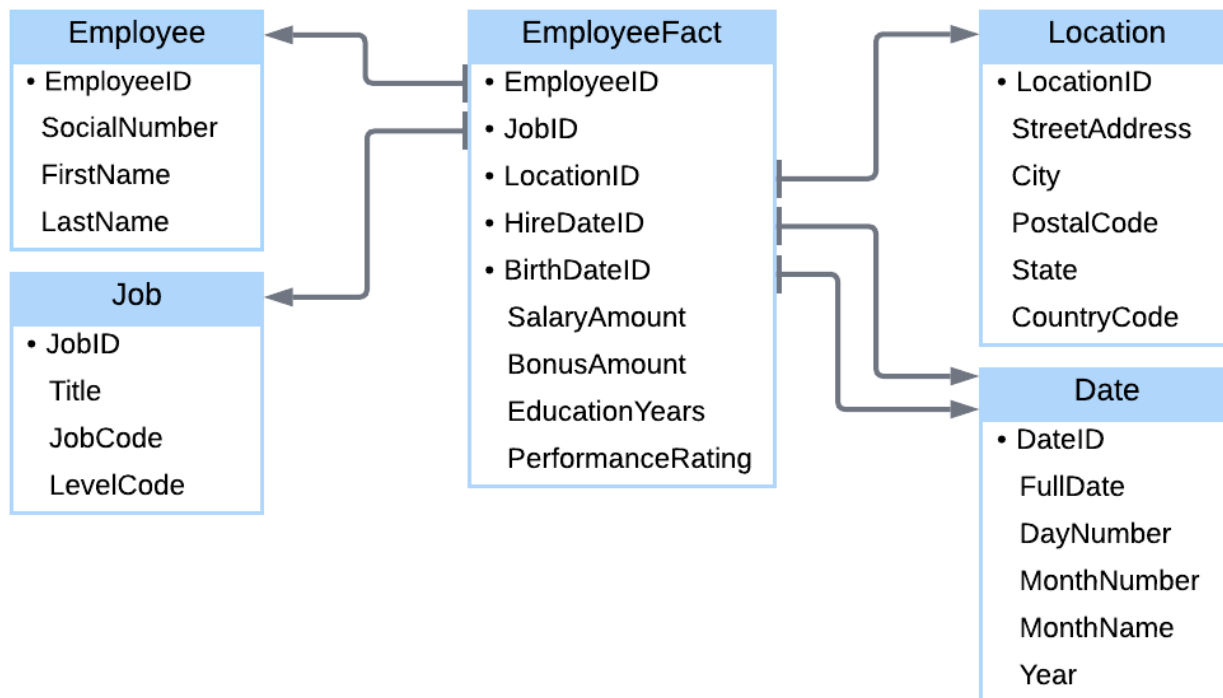 Employee
• EmployeeID
SocialNumber
FirstName
LastName
Job
• JobID
Title
JobCode
LevelCode
EmployeeFact
• EmployeeID
• JobID
• LocationID
• HireDateID
• BirthDateID
SalaryAmount
BonusAmount
EducationYears
PerformanceRating
Location
• LocationID
StreetAddress
City
PostalCode
State
CountryCode
Date
• DateID
FullDate
DayNumber
MonthNumber
MonthName
Year